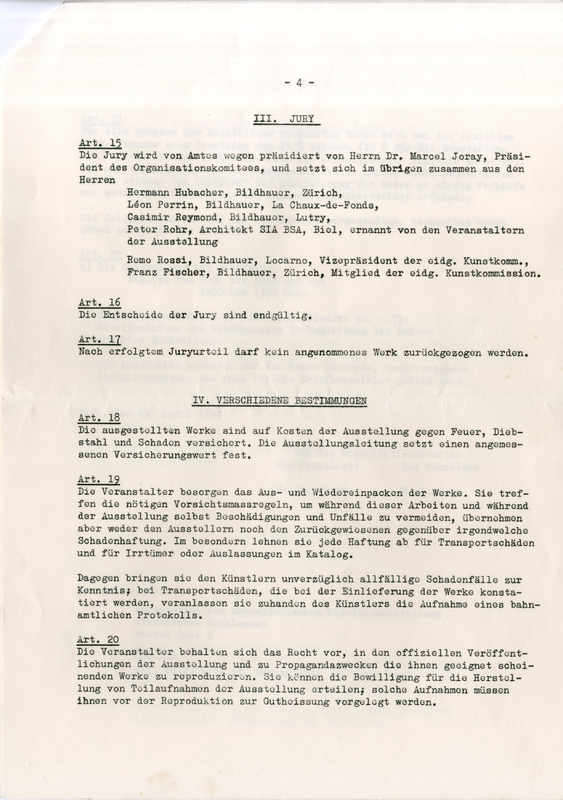 - 4 -
III. JURY
Art. 15
Die Jury wird von Amtes wegen präsidiert von Herrn Dr. Marcel Joray, Präsi-
dent des Organisationskomitees, und setzt sich im übrigen zusammen aus den
Herren
Hermann Hubacher, Bildhauer, Zürich,
Léon Perrin, Bildhauer, La Chaux-de-Fonds,
Casimir Reymond, Bildhauer, Lutry,
Peter Rohr, Architekt SIA BSA, Biel, ernannt von den Veranstaltern
der Ausstellung
Remo Rossi, Bildhauer, Locarno, Vizepräsident der eidg. Kunstkomm.,
Franz Fischer, Bildhauer, Zürich, Mitglied der eidg. Kunstkommission.
Art. 16
Die Entscheide der Jury sind endgültig.
Art. 17
Nach erfolgtem Juryurteil darf kein angenommenes Werk zurückgezogen werden.
IV. VERSCHIEDENE BESTIMMUNGEN
Art. 18
Die ausgestellten Werke sind auf Kosten der Ausstellung gegen Feuer, Dieb-
stahl und Schaden versichert. Die Ausstellungsleitung setzt einen angemes-
senen Versicherungswert fest.
Art. 19
Die Veranstalter besorgen das Aus- und Wiedereinpacken der Werke. Sie tref-
fen die nötigen Vorsichtsmassregeln, um während dieser Arbeiten und während
der Ausstellung selbst Beschädigungen und Unfälle zu vermeiden, übernehmen
aber weder den Ausstellern noch den Zurückgewiesenen gegenüber irgendwelche
Schadenhaftung. Im besondern lehnen sie jede Haftung ab für Transportschäden
und für Irrtümer oder Auslassungen im Katalog.
Dagegen bringen sie den Künstlern unverzüglich allfällige Schadenfälle zur
Kenntnis; bei Transportschäden, die bei der Einlieferung der Werke konsta-
tiert werden, veranlassen sie zuhanden des Künstlers die Aufnahme eines bahn-
amtlichen Protokolls.
Art. 20
Die Veranstalter behalten sich das Recht vor, in den offiziellen Veröffent-
lichungen der Ausstellung und zu Propagandazwecken die ihnen geeignet schei-
nenden Werke zu reproduzieren. Sie können die Bewilligung für die Herstel-
lung von Teilaufnahmen der Ausstellung erteilen; solche Aufnahmen müssen
ihnen vor der Reproduktion zur Gutheissung vorgelegt werden.